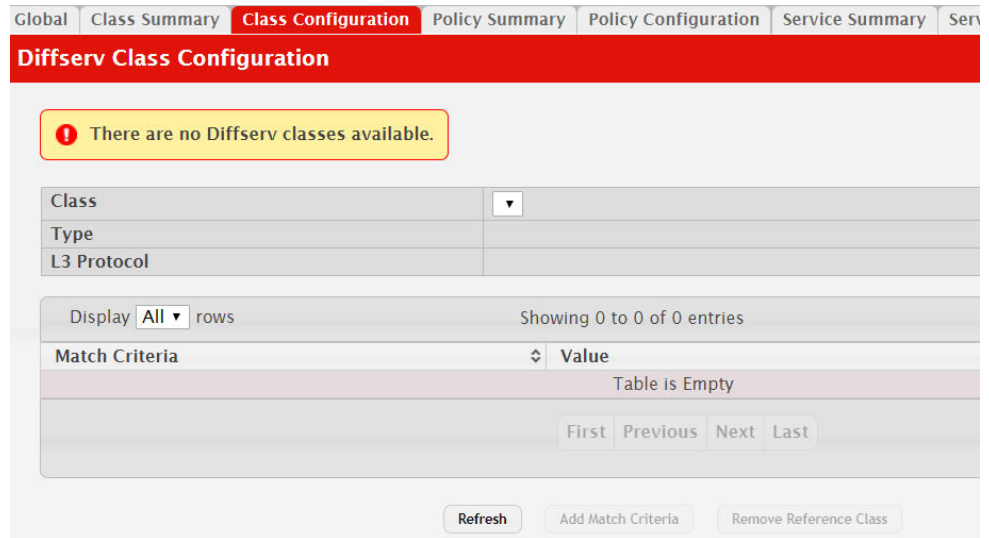 Global Class Summary Class Configuration Policy Summary Policy Configuration Service Summary
Diffserv Class Configuration
There are no Diffserv classes available.
Class
Type
L3 Protocol
Display All rows Showing 0 to 0 of 0 entries
Match Criteria Value
Table is Empty
First Previous Next Last
Refresh Add Match Criteria Remove Reference Class